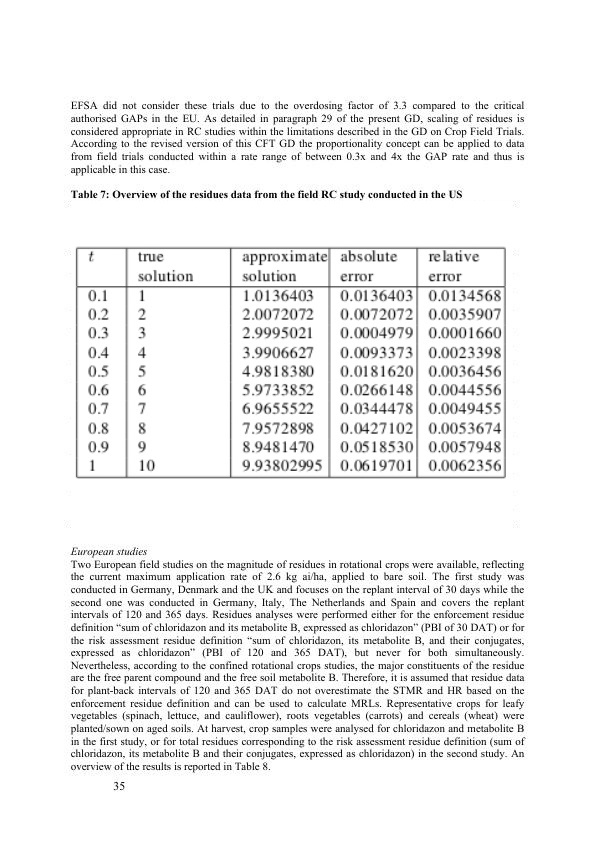 EFSA did not consider these trials due to the overdosing factor of 3.3 compared to the critical
authorised GAPs in the EU. As detailed in paragraph 29 of the present GD, scaling of residues is
considered appropriate in RC studies within the limitations described in the GD on Crop Field Trials.
According to the revised version of this CFT GD the proportionality concept can be applied to data
from field trials conducted within a rate range of between 0.3x and 4x the GAP rate and thus is
applicable in this case.
Table 7: Overview of the residues data from the field RC study conducted in the US
t true approximate absolute relative
solution solution error error
0.1 1 1.0136403 0.0136403 0.0134568
0.2 2 2.0072072 0.0072072 0.0035907
0.3 3 2.9995021 0.0004979 0.0001660
0.4 4 3.9906627 0.0093373 0.0023398
0.5 5 4.9818380 0.0181620 0.0036456
0.6 6 5.9733852 0.0266148 0.0044556
0.7 7 6.9655522 0.0344478 0.0049455
0.8 8 7.9572898 0.0427102 0.0053674
0.9 9 8.9481470 0.0518530 0.0057948
1 10 9.93802995 0.0619701 0.0062356
European studies
Two European field studies on the magnitude of residues in rotational crops were available, reflecting
the current maximum application rate of 2.6 kg ai/ha, applied to bare soil. The first study was
conducted in Germany, Denmark and the UK and focuses on the replant interval of 30 days while the
second one was conducted in Germany, Italy, The Netherlands and Spain and covers the replant
intervals of 120 and 365 days. Residues analyses were performed either for the enforcement residue
definition “sum of chloridazon and its metabolite B, expressed as chloridazon” (PBI of 30 DAT) or for
the risk assessment residue definition “sum of chloridazon, its metabolite B, and their conjugates,
expressed as chloridazon” (PBI of 120 and 365 DAT), but never for both simultaneously.
Nevertheless, according to the confined rotational crops studies, the major constituents of the residue
are the free parent compound and the free soil metabolite B. Therefore, it is assumed that residue data
for plant-back intervals of 120 and 365 DAT do not overestimate the STMR and HR based on the
enforcement residue definition and can be used to calculate MRLs. Representative crops for leafy
vegetables (spinach, lettuce, and cauliflower), roots vegetables (carrots) and cereals (wheat) were
planted/sown on aged soils. At harvest, crop samples were analysed for chloridazon and metabolite B
in the first study, or for total residues corresponding to the risk assessment residue definition (sum of
chloridazon, its metabolite B and their conjugates, expressed as chloridazon) in the second study. An
overview of the results is reported in Table 8.
35